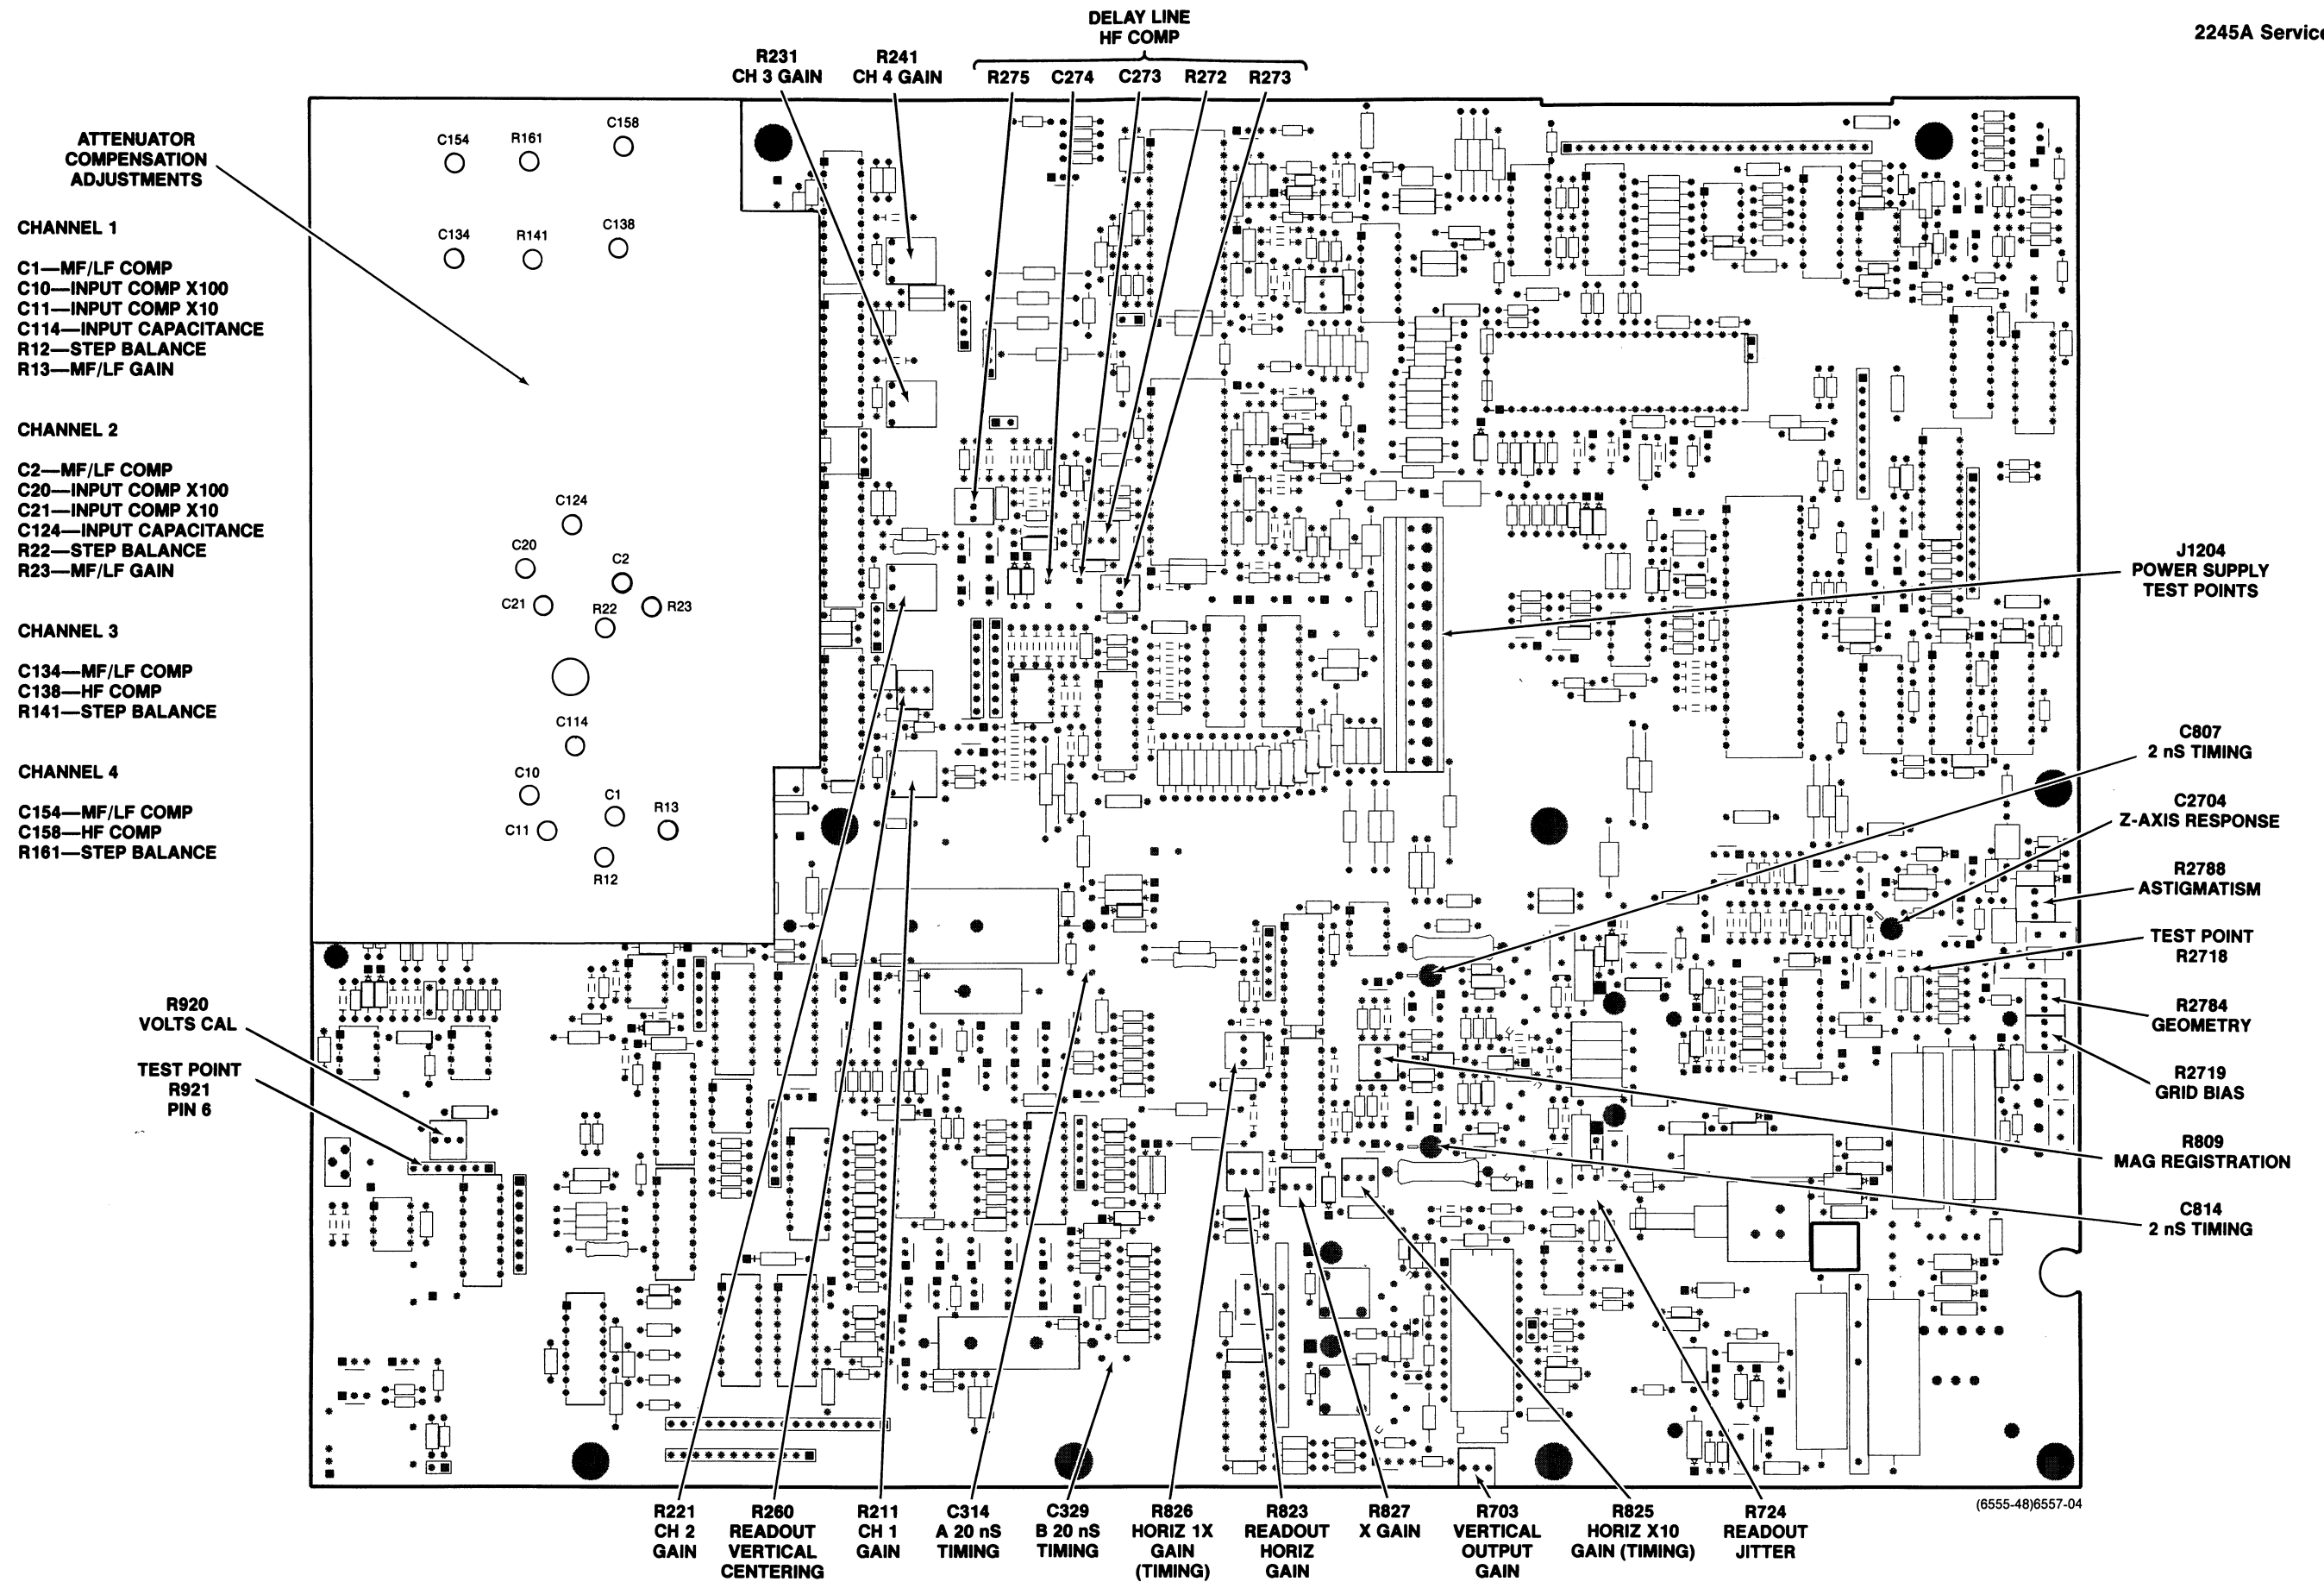 2245A Service
DELAY LINE
HF COMP
R231
CH 3 GAIN
R241
CH 4 GAIN
R275
C274
C273
R272
R273
ATTENUATOR
COMPENSATION
ADJUSTMENTS
CHANNEL 1
C1—MF/LF COMP
C10—INPUT COMP X100
C11—INPUT COMP X10
C114—INPUT CAPACITANCE
R12—STEP BALANCE
R13—MF/LF GAIN
CHANNEL 2
C2—MF/LF COMP
C20—INPUT COMP X100
C21—INPUT COMP X10
C124—INPUT CAPACITANCE
R22—STEP BALANCE
R23—MF/LF GAIN
CHANNEL 3
C134—MF/LF COMP
C138—HF COMP
R141—STEP BALANCE
CHANNEL 4
C154—MF/LF COMP
C158—HF COMP
R161—STEP BALANCE
C154
R161
C158
C134
R141
C138
C124
C20
C2
C21
R22
R23
C114
C10
C1
R13
C11
R12
R920
VOLTS CAL
TEST POINT
R921
PIN 6
J1204
POWER SUPPLY
TEST POINTS
C807
2 nS TIMING
C2704
Z-AXIS RESPONSE
R2788
ASTIGMATISM
TEST POINT
R2718
R2784
GEOMETRY
R2719
GRID BIAS
R809
MAG REGISTRATION
C814
2 nS TIMING
(6555-48)6557-04
R221
CH 2
GAIN
R260
READOUT
VERTICAL
CENTERING
R211
CH 1
GAIN
C314
A 20 nS
TIMING
C329
B 20 nS
TIMING
R826
HORIZ 1X
GAIN
(TIMING)
R823
READOUT
HORIZ
GAIN
R827
X GAIN
R703
VERTICAL
OUTPUT
GAIN
R825
HORIZ X10
GAIN (TIMING)
R724
READOUT
JITTER